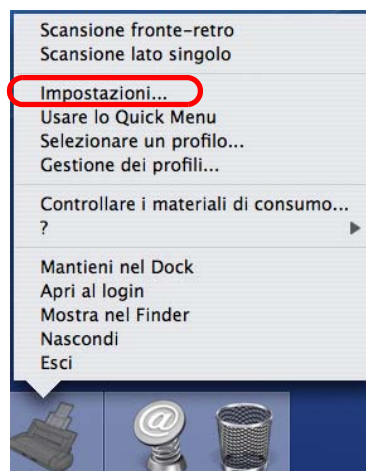 Scansione fronte-retro
Scansione lato singolo
Impostazioni...
Usare lo Quick Menu
Selezionare un profilo...
Gestione dei profili...
Controllare i materiali di consumo...
?
Mantieni nel Dock
Apri al login
Mostra nel Finder
Nascondi
Esci
@